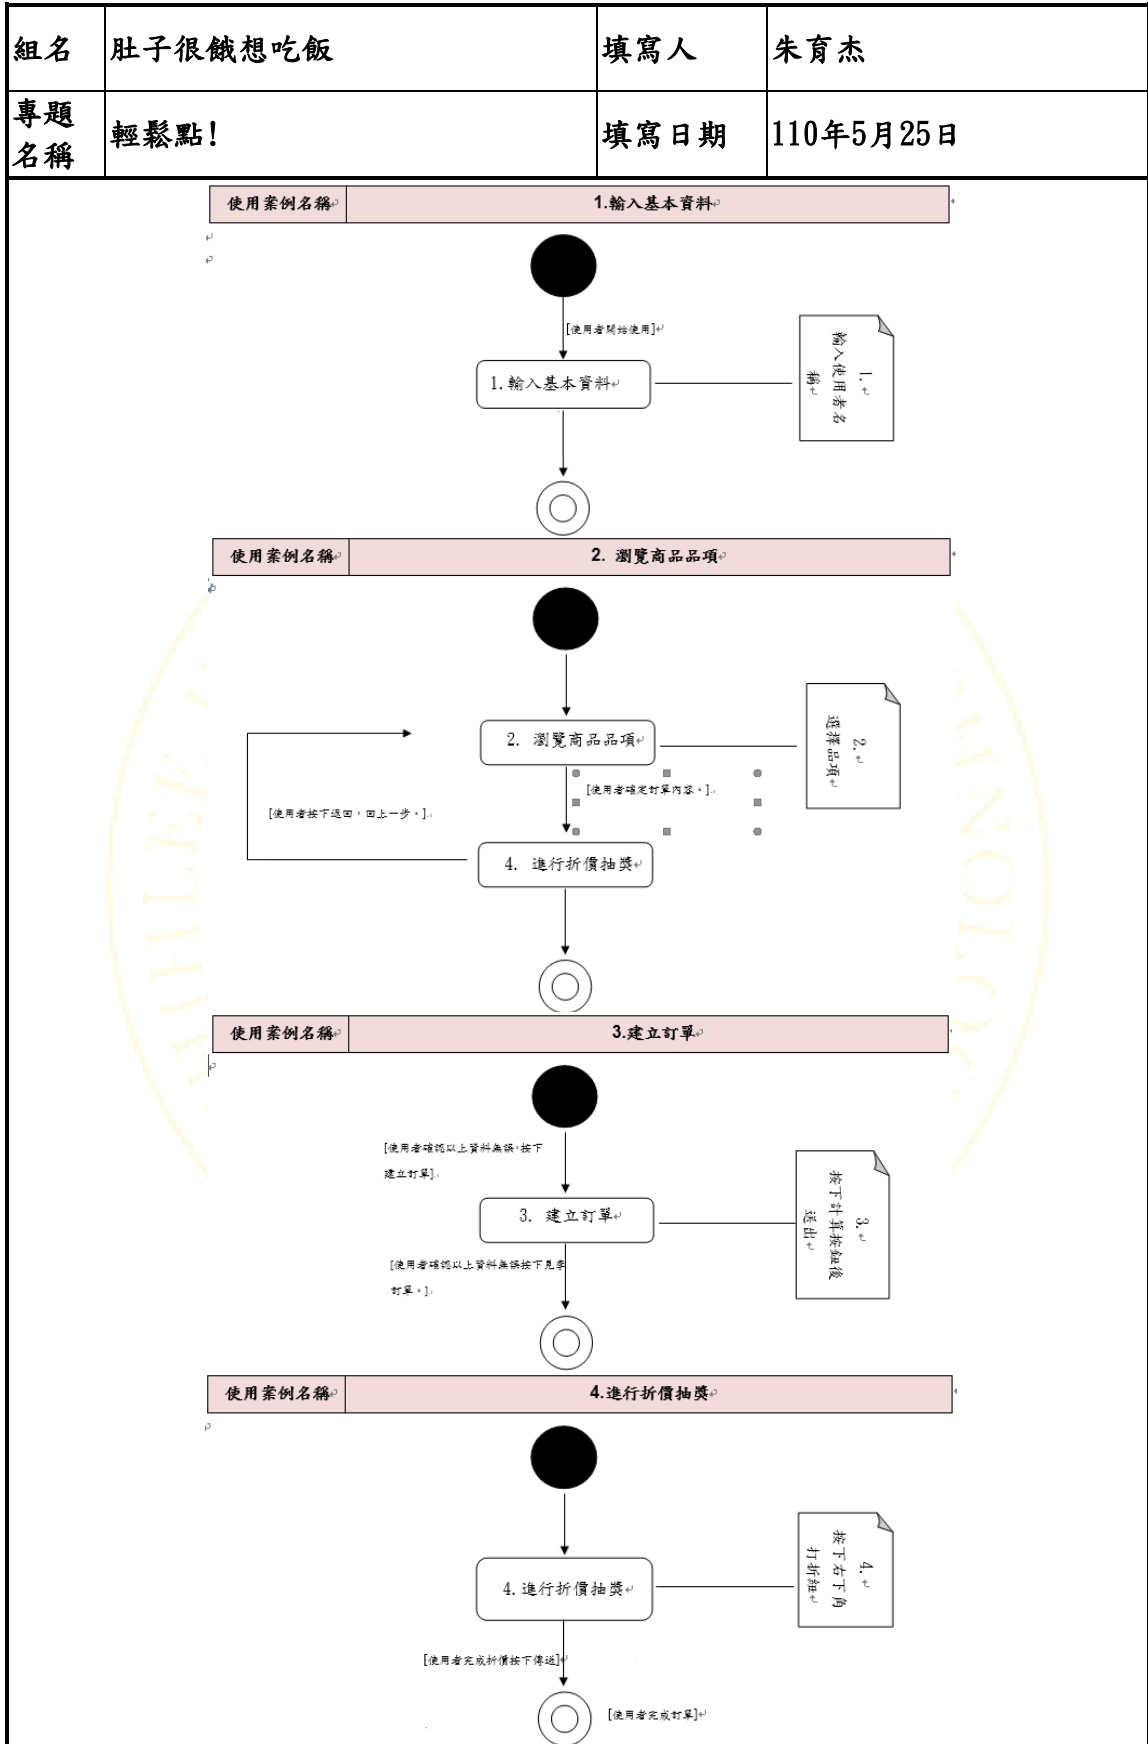 組名
肚子很餓想吃飯
填寫人
朱育杰
專題
名稱
輕鬆點!
填寫日期
110年5月25日
使用案例名稱
1.輸入基本資料
[使用者開始使用]
1.輸入基本資料
1.
輸入使用者名
稱
使用案例名稱
2. 瀏覽商品品項
2. 瀏覽商品品項
2.
選擇品項
[使用者確定訂單內容。]
[使用者按下返回，回上一步。]
4. 進行折價抽獎
使用案例名稱
3.建立訂單
[使用者確認以上資料無誤,按下
建立訂單]
3. 建立訂單
3.
按下計算按鈕後
送出
[使用者確認以上資料無誤按下見李
訂單。]
使用案例名稱
4.進行折價抽獎
4.進行折價抽獎
4.
按下右下角
打折紐
[使用者完成折價按下傳送]
[使用者完成訂單]